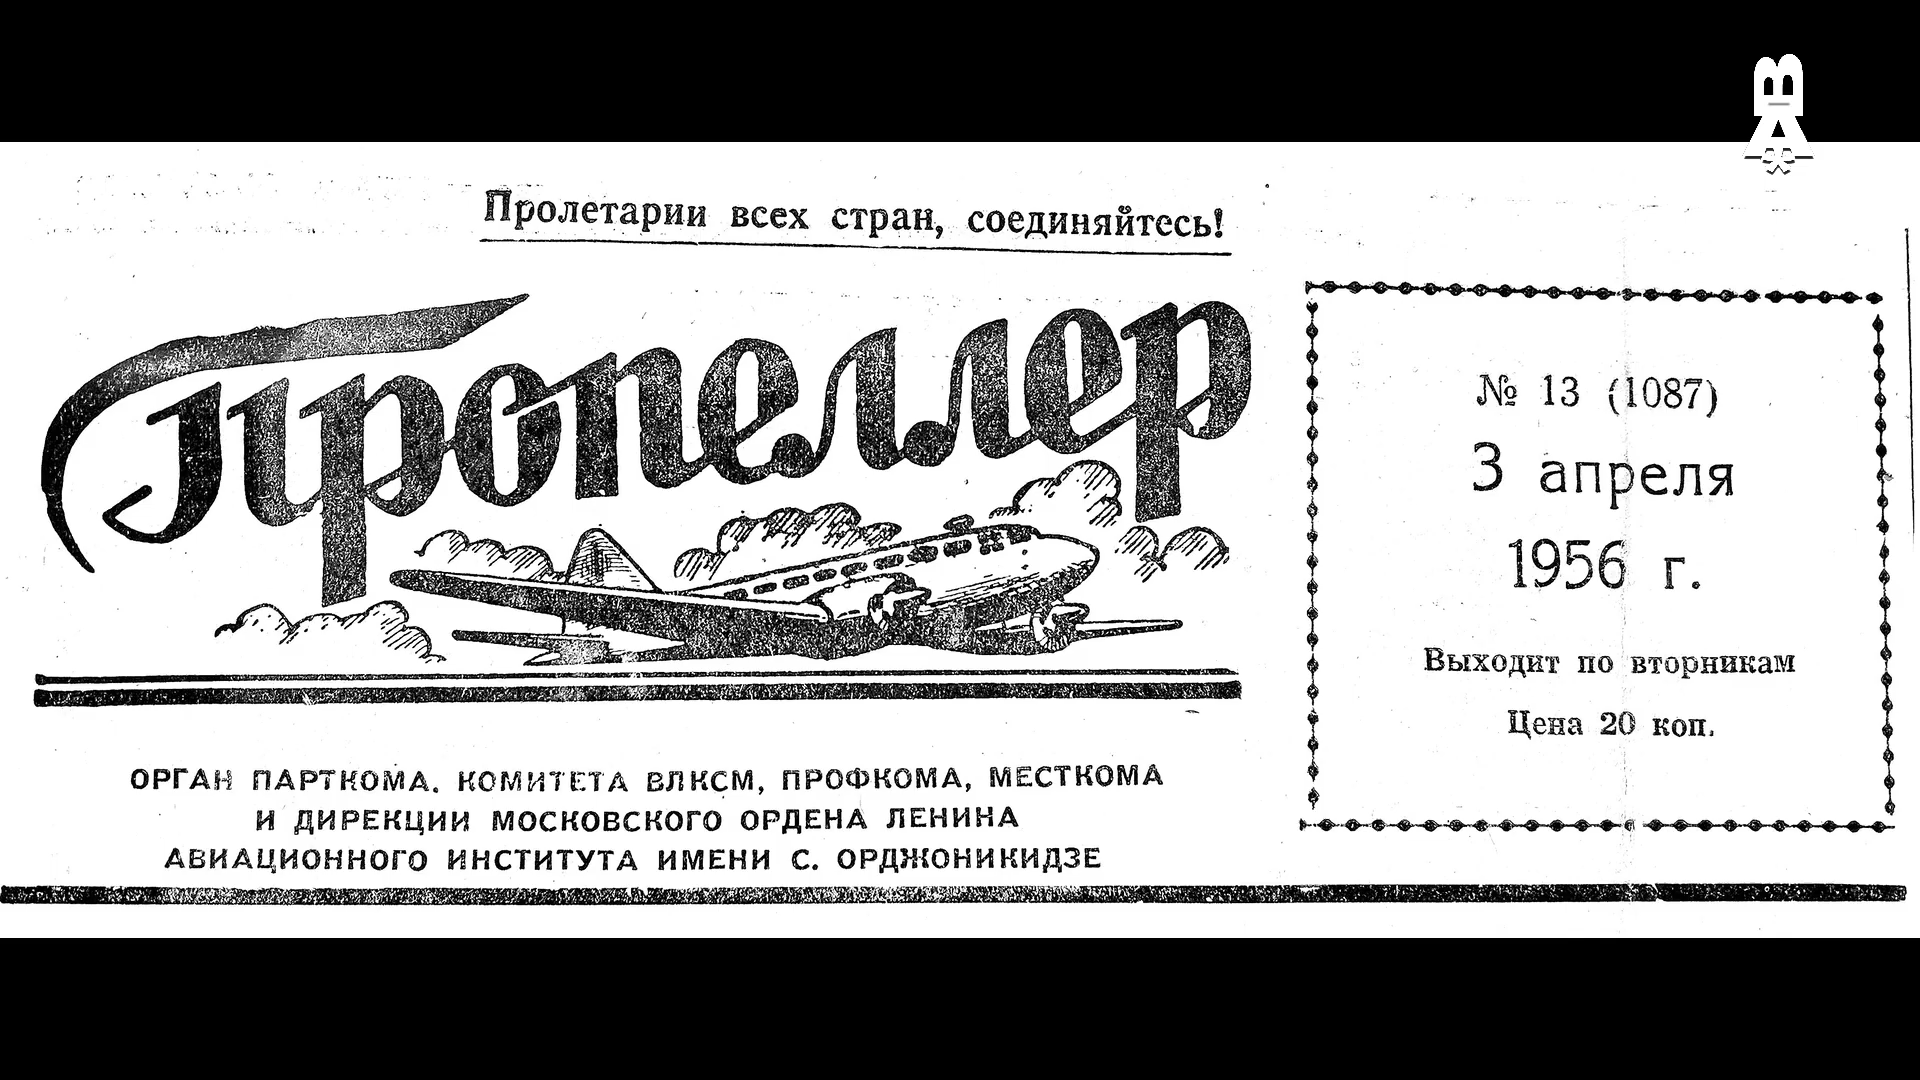 Пролетарии всех стран, соединяйтесь!
Пропеллер
№ 13 (1087)
3 апреля
1956 г.
Выходит по вторникам
Цена 20 коп.
ОРГАН ПАРТКОМА. КОМИТЕТА ВЛКСМ, ПРОФКОМА, МЕСТКОМА
И ДИРЕКЦИИ МОСКОВСКОГО ОРДЕНА ЛЕНИНА
АВИАЦИОННОГО ИНСТИТУТА ИМЕНИ С. ОРДЖОНИКИДЗЕ